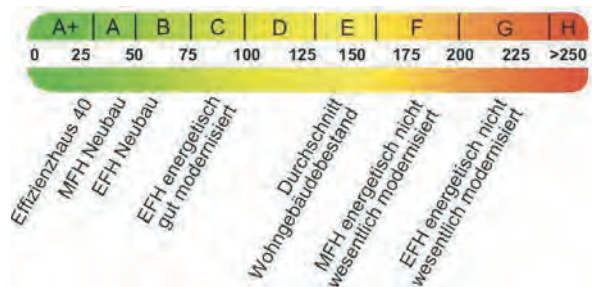 A+ A B C D E F G H
0 25 50 75 100 125 150 175 200 225 >250
Effizienzhaus 40
MFH Neubau
EFH Neubau
EFH energetisch
gut modernisiert
Durchschnitt
Wohngebäudebestand
MFH energetisch nicht
wesentlich modernisiert
EFH energetisch nicht
wesentlich modernisiert